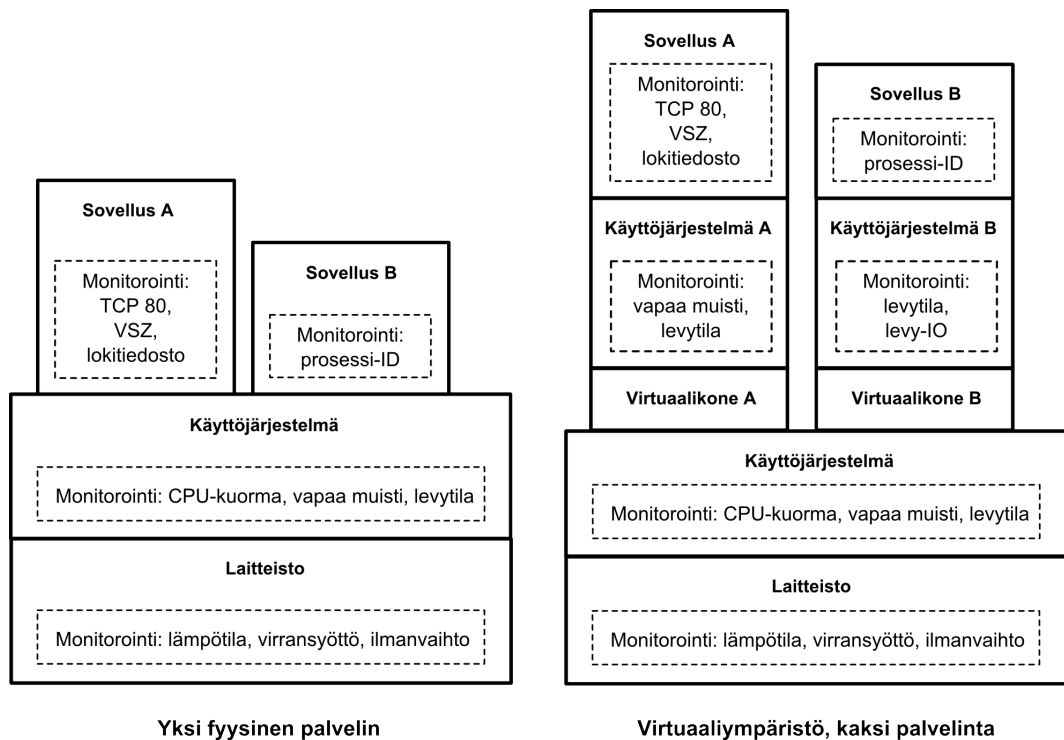 Sovellus A
Monitorointi:
TCP 80,
VSZ,
lokitiedosto
Sovellus B
Monitorointi:
prosessi-ID
Käyttöjärjestelmä
Monitorointi: CPU-kuorma, vapaa muisti, levytila
Laitteisto
Monitorointi: lämpötila, virransyöttö, ilmanvaihto
Yksi fyysinen palvelin
Sovellus A
Monitorointi:
TCP 80,
VSZ,
lokitiedosto
Sovellus B
Monitorointi:
prosessi-ID
Käyttöjärjestelmä A
Monitorointi:
vapaa muisti,
levytila
Käyttöjärjestelmä B
Monitorointi:
levytila,
levy-IO
Virtuaalikone A
Virtuaalikone B
Käyttöjärjestelmä
Monitorointi: CPU-kuorma, vapaa muisti, levytila
Laitteisto
Monitorointi: lämpötila, virransyöttö, ilmanvaihto
Virtuaaliympäristö, kaksi palvelinta